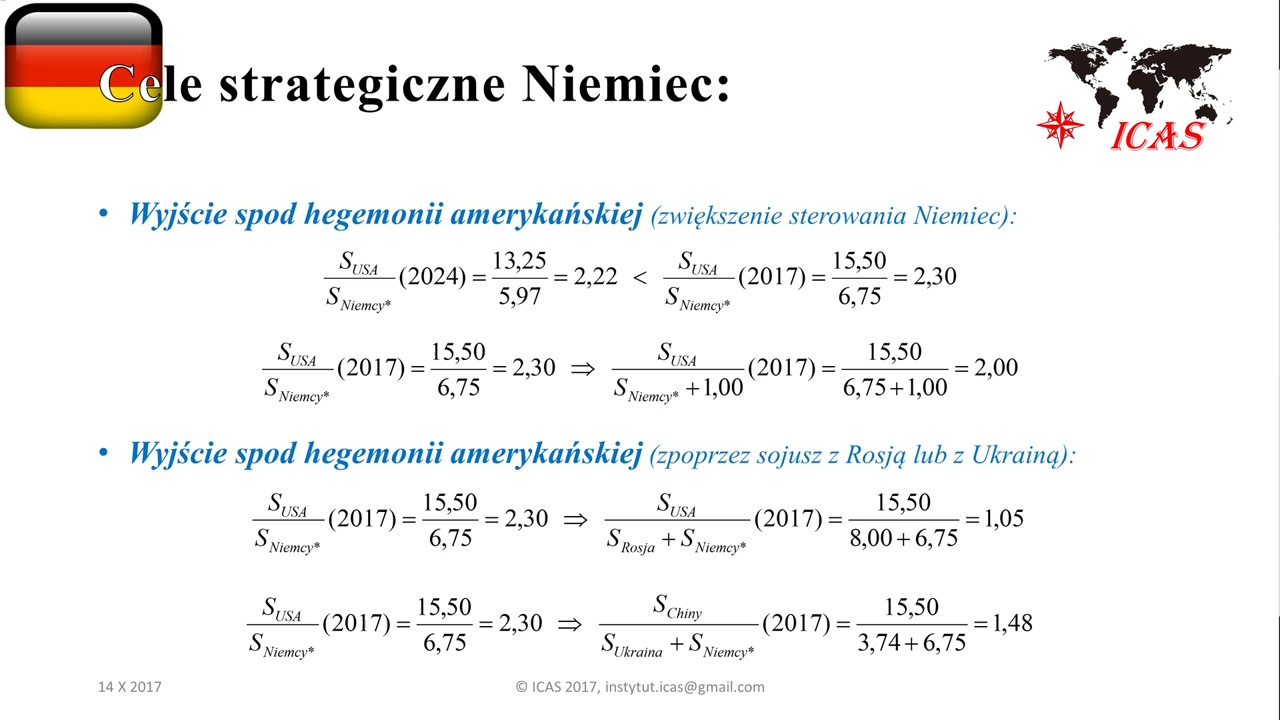 Cele strategiczne Niemiec:
ICAS
• Wyjście spod hegemonii amerykańskiej (zwiększenie sterowania Niemiec):
S_USA / S_Niemcy* (2024) = 13,25 / 5,97 = 2,22 < S_USA / S_Niemcy* (2017) = 15,50 / 6,75 = 2,30
S_USA / S_Niemcy* (2017) = 15,50 / 6,75 = 2,30 ⇒ S_USA / S_Niemcy* + 1,00 (2017) = 15,50 / 6,75 + 1,00 = 2,00
• Wyjście spod hegemonii amerykańskiej (zpoprzez sojusz z Rosją lub z Ukrainą):
S_USA / S_Niemcy* (2017) = 15,50 / 6,75 = 2,30 ⇒ S_USA / S_Rosja + S_Niemcy* (2017) = 15,50 / 8,00 + 6,75 = 1,05
S_USA / S_Niemcy* (2017) = 15,50 / 6,75 = 2,30 ⇒ S_Chiny / S_Ukraina + S_Niemcy* (2017) = 15,50 / 3,74 + 6,75 = 1,48
14 X 2017
© ICAS 2017, instytut.icas@gmail.com